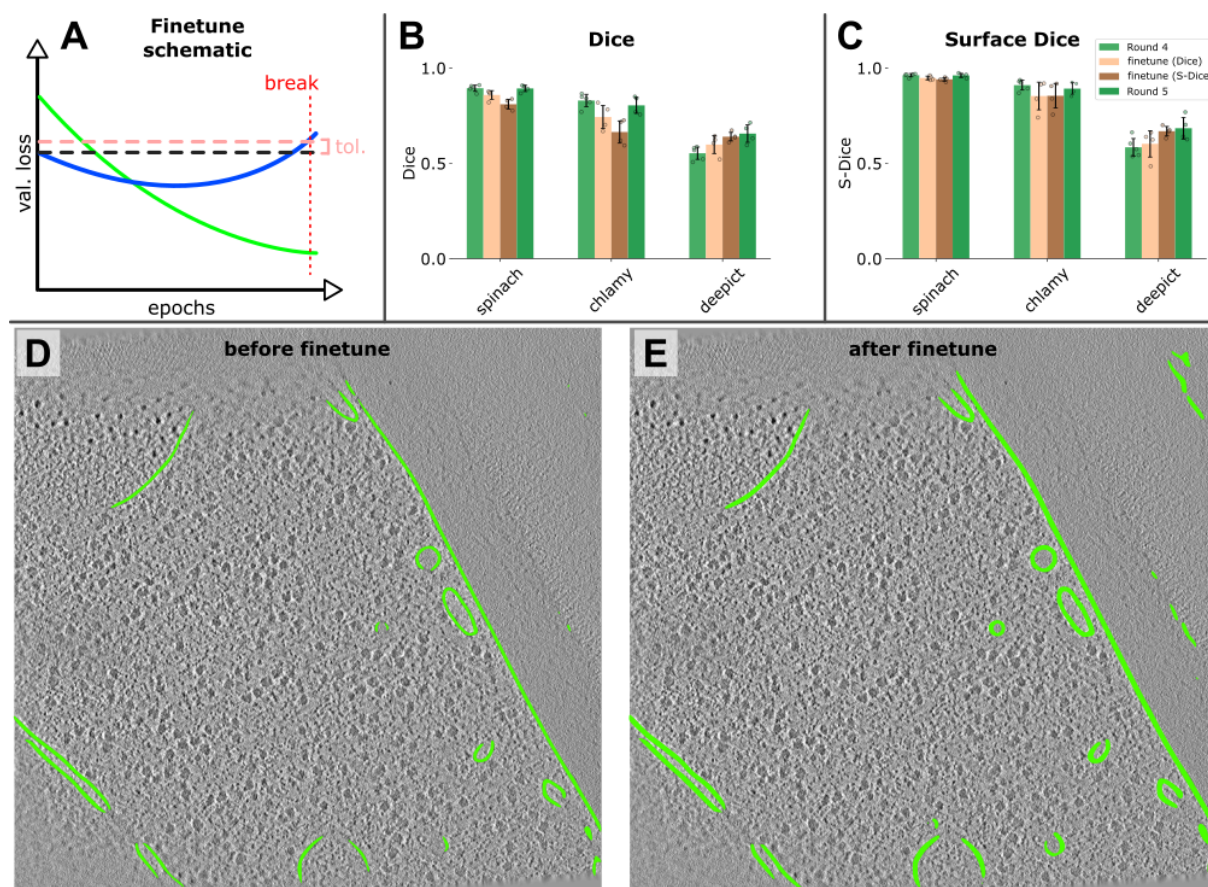 A
Finetune
schematic
break
tol.
val. loss
epochs
B
Dice
1.0
0.5
0.0
Dice
spinach
chlamy
deepict
C
Surface Dice
1.0
0.5
0.0
S-Dice
Round 4
finetune (Dice)
finetune (S-Dice
Round 5
spinach
chlamy
deepict
D
before finetune
E
after finetune